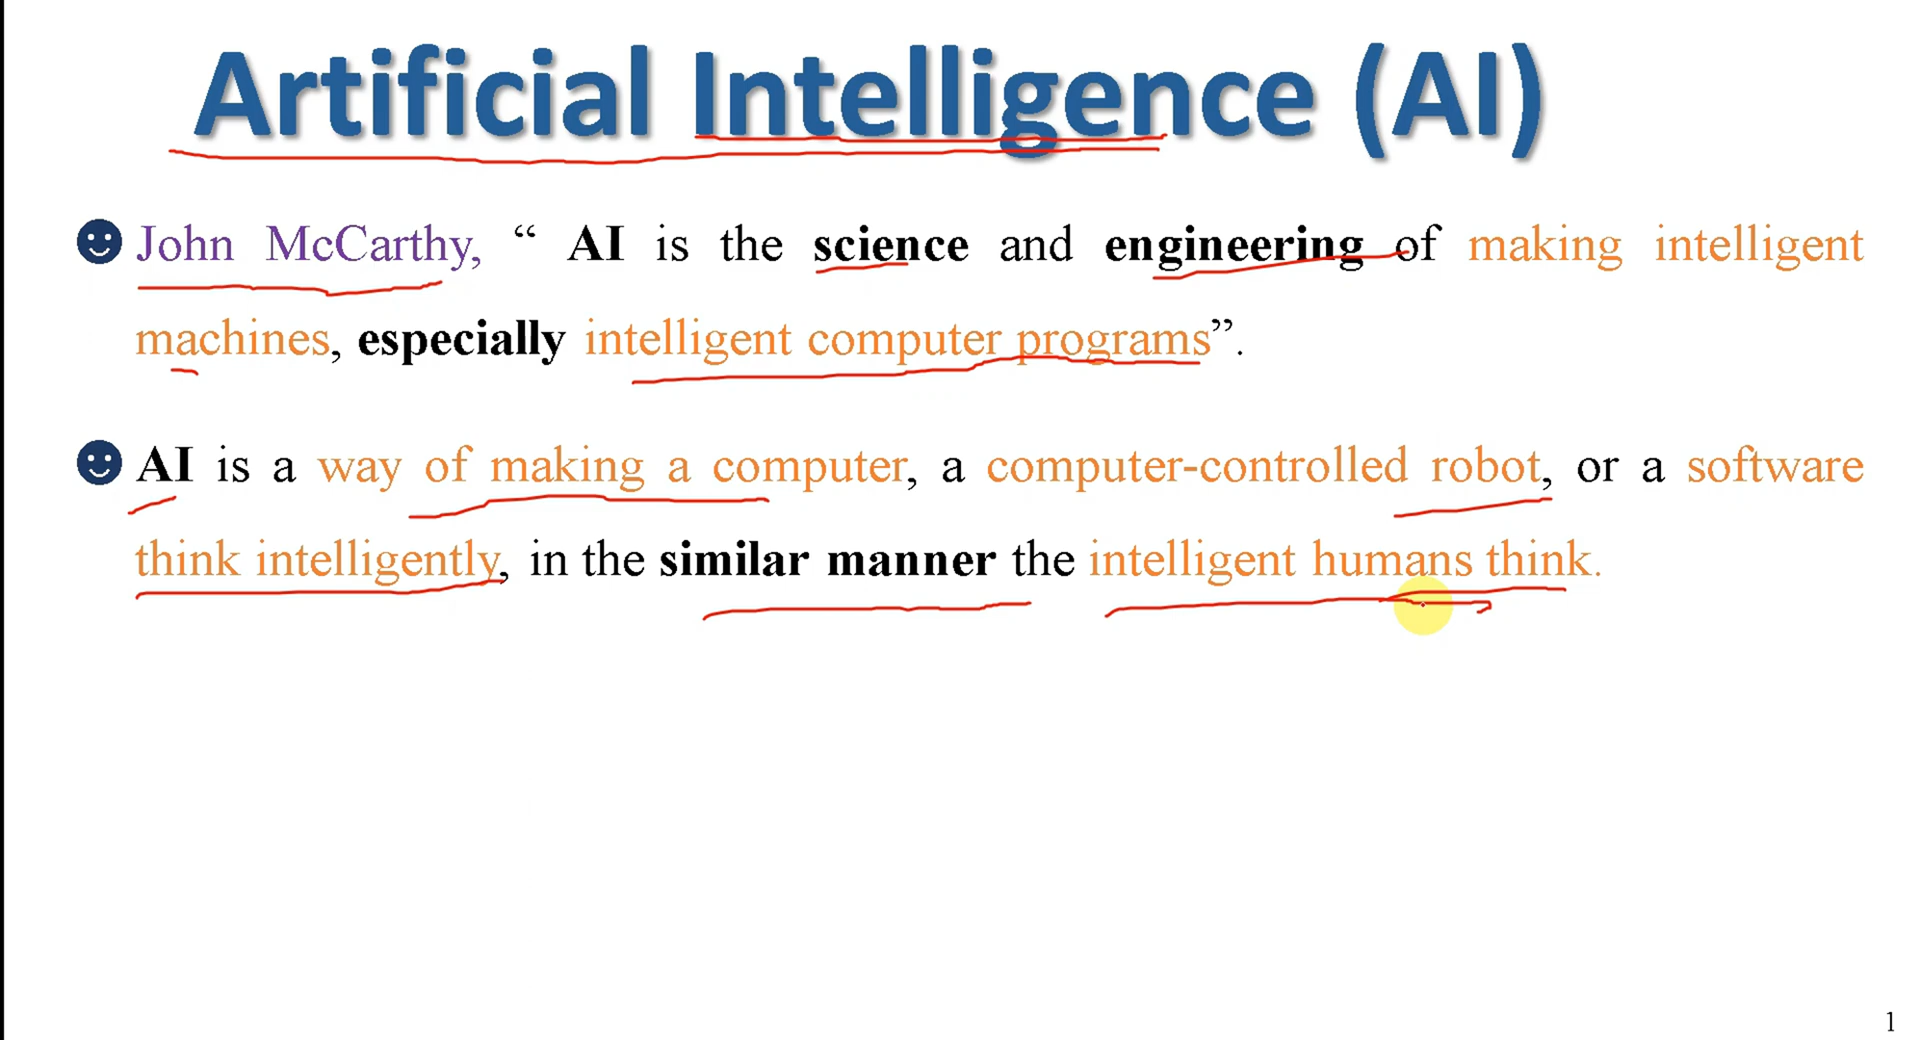 Artificial Intelligence (AI)
John McCarthy, “ AI is the science and engineering of making intelligent
machines, especially intelligent computer programs”.
AI is a way of making a computer, a computer-controlled robot, or a software
think intelligently, in the similar manner the intelligent humans think.
1